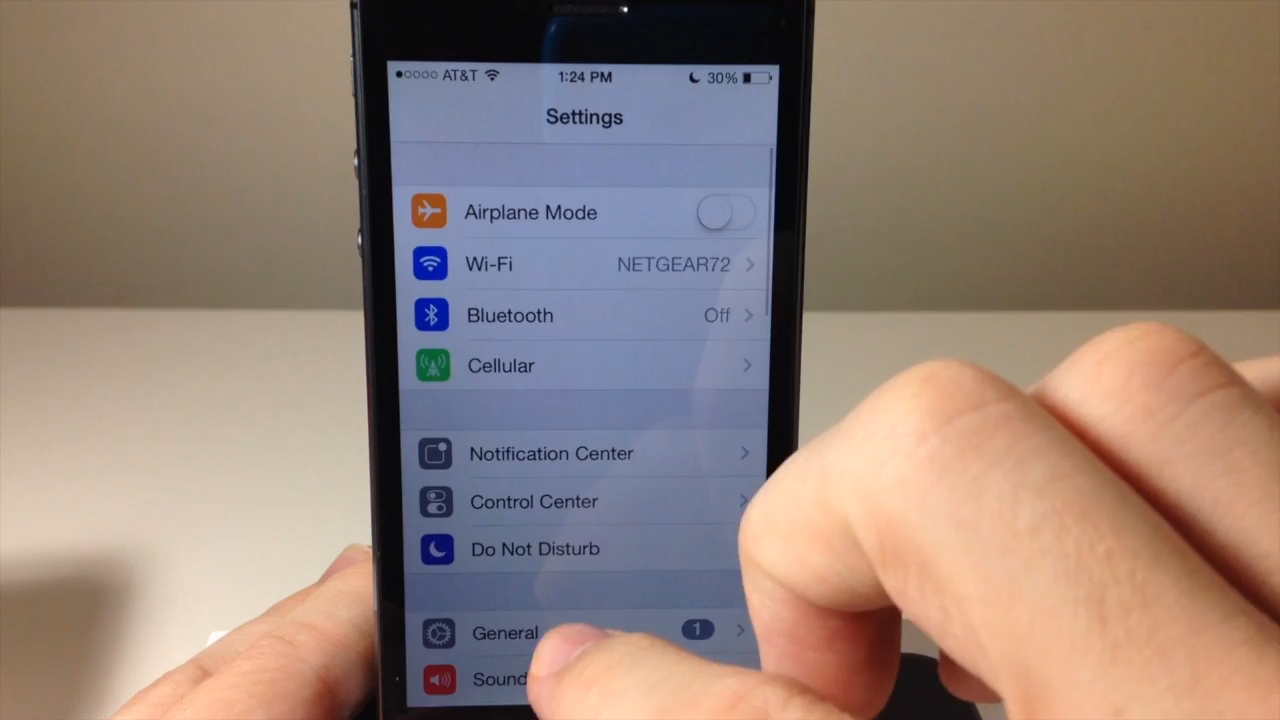 AT&T 1:24 PM 30%
Settings
Airplane Mode
Wi-Fi NETGEAR72
Bluetooth Off
Cellular
Notification Center
Control Center
Do Not Disturb
General 1
Sound